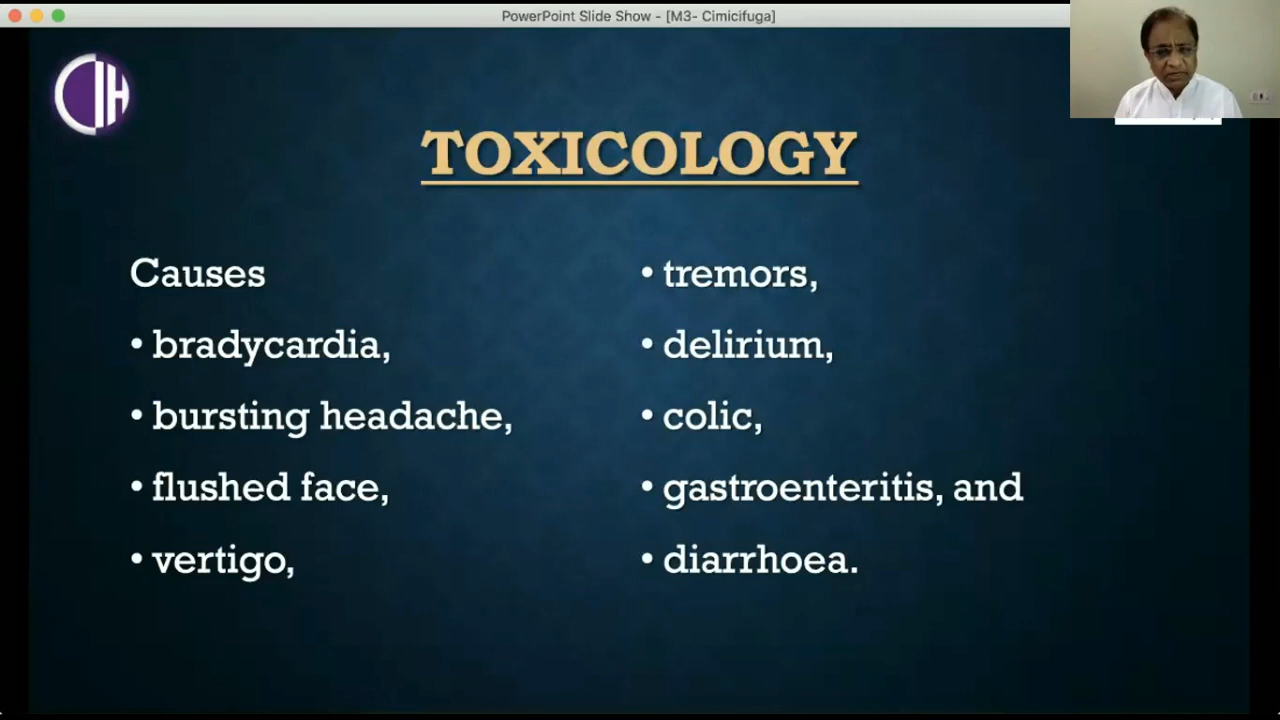 PowerPoint Slide Show - [M3- Cimicifuga]
CIH
TOXICOLOGY
Causes
• bradycardia,
• bursting headache,
• flushed face,
• vertigo,
• tremors,
• delirium,
• colic,
• gastroenteritis, and
• diarrhoea.